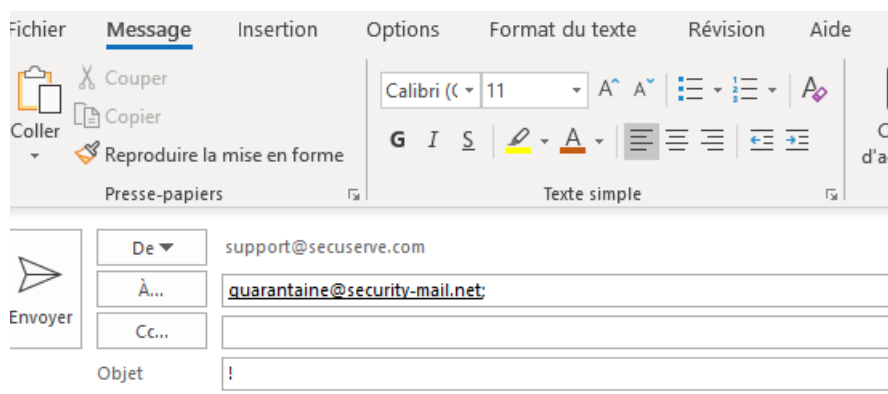 Fichier Message Insertion Options Format du texte Révision Aide
Couper
Copier
Coller
Reproduire la mise en forme
Presse-papiers
Calibri (C 11
G I S
Texte simple
De
support@secuserve.com
À...
quarantaine@security-mail.net;
Envoyer
Cc...
Objet
!